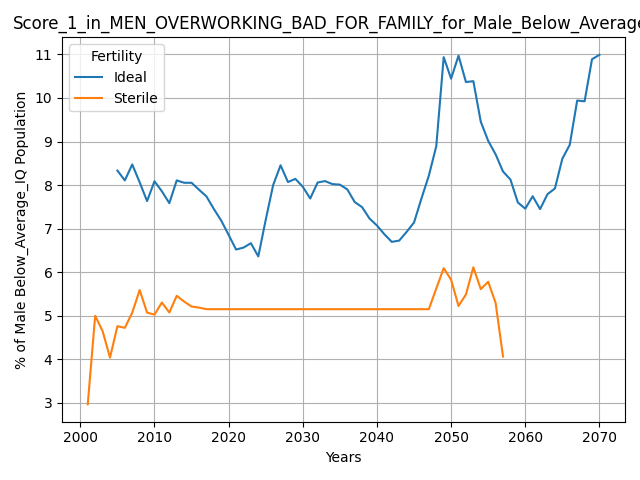 Score_1_in_MEN_OVERWORKING_BAD_FOR_FAMILY_for_Male_Below_Average
Fertility
Ideal
Sterile
% of Male Below_Average_IQ Population
11
10
9
8
7
6
5
4
3
2000 2010 2020 2030 2040 2050 2060 2070
Years